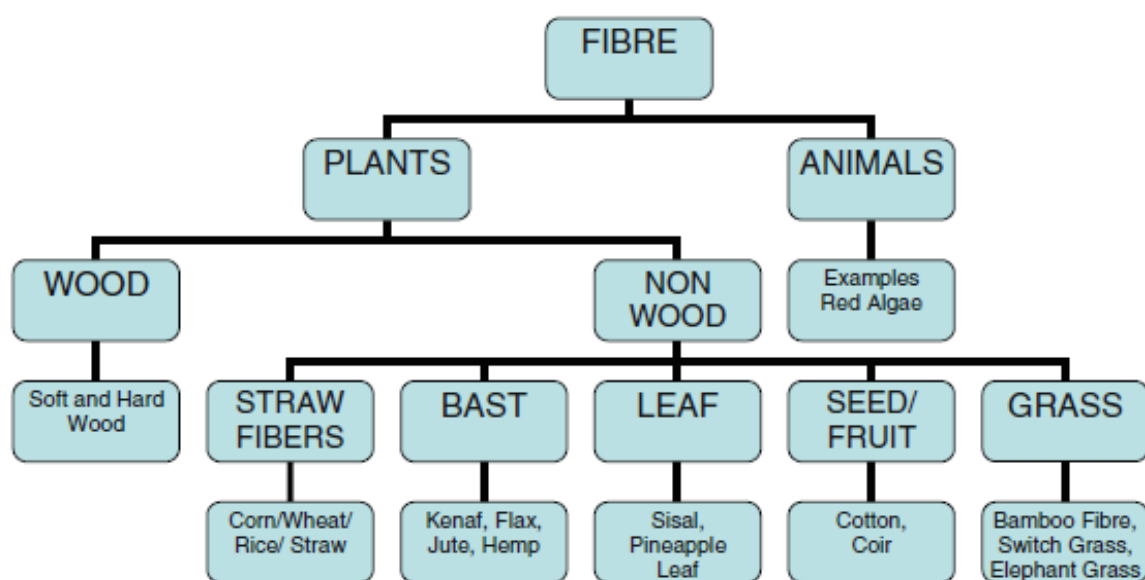 FIBRE
PLANTS
ANIMALS
WOOD
NON
WOOD
Examples
Red Algae
Soft and Hard
Wood
STRAW
FIBERS
BAST
LEAF
SEED/
FRUIT
GRASS
Corn/Wheat/
Rice/ Straw
Kenaf, Flax,
Jute, Hemp
Sisal,
Pineapple
Leaf
Cotton,
Coir
Bamboo Fibre,
Switch Grass,
Elephant Grass